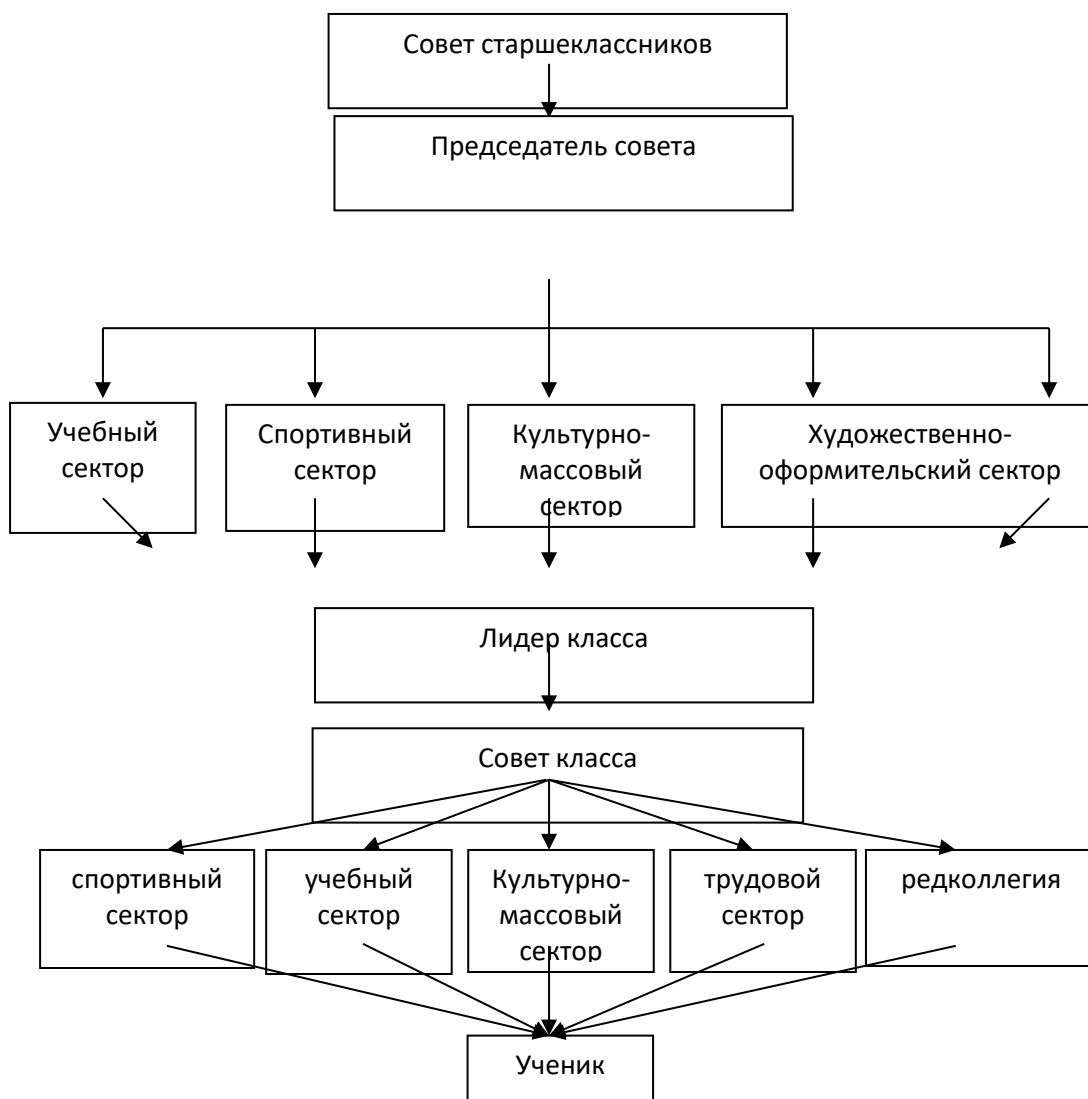 Совет старшеклассников
Председатель совета
Учебный
сектор
Спортивный
сектор
Культурно-
массовый
сектор
Художественно-
оформительский сектор
Лидер класса
Совет класса
спортивный
сектор
учебный
сектор
Культурно-
массовый
сектор
трудовой
сектор
редколлегия
Ученик